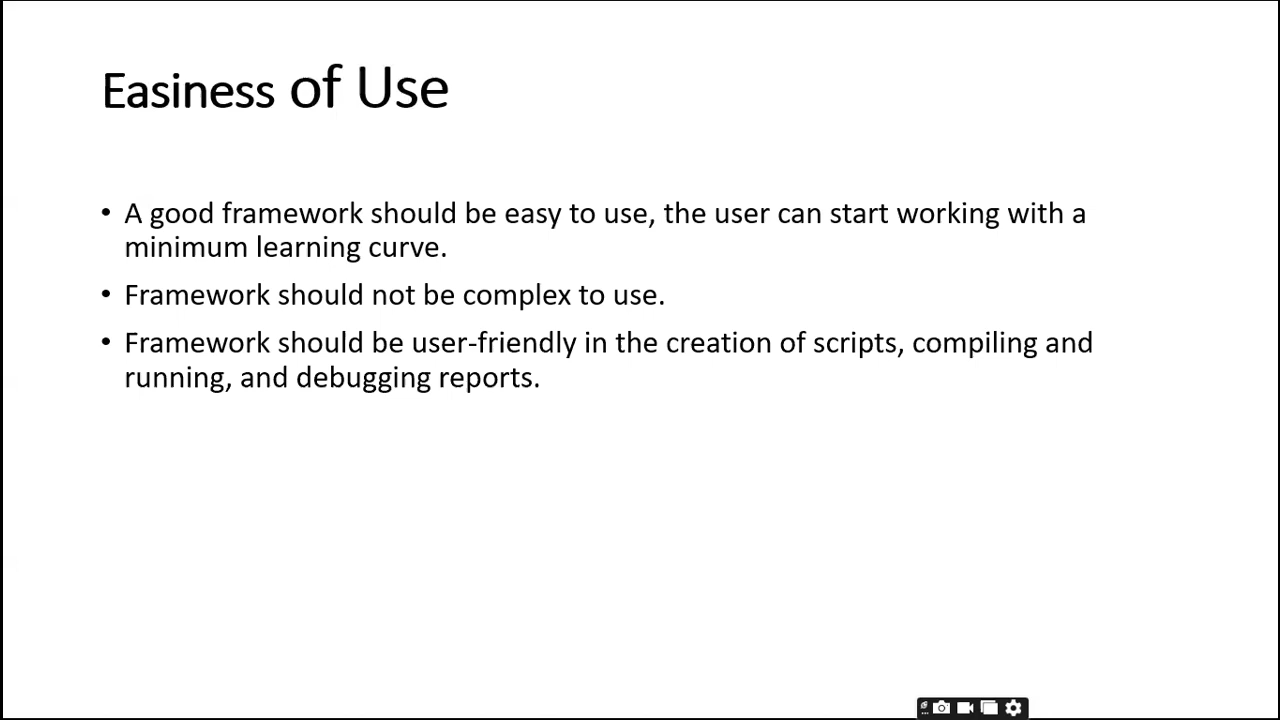 Easiness of Use
• A good framework should be easy to use, the user can start working with a
minimum learning curve.
• Framework should not be complex to use.
• Framework should be user-friendly in the creation of scripts, compiling and
running, and debugging reports.